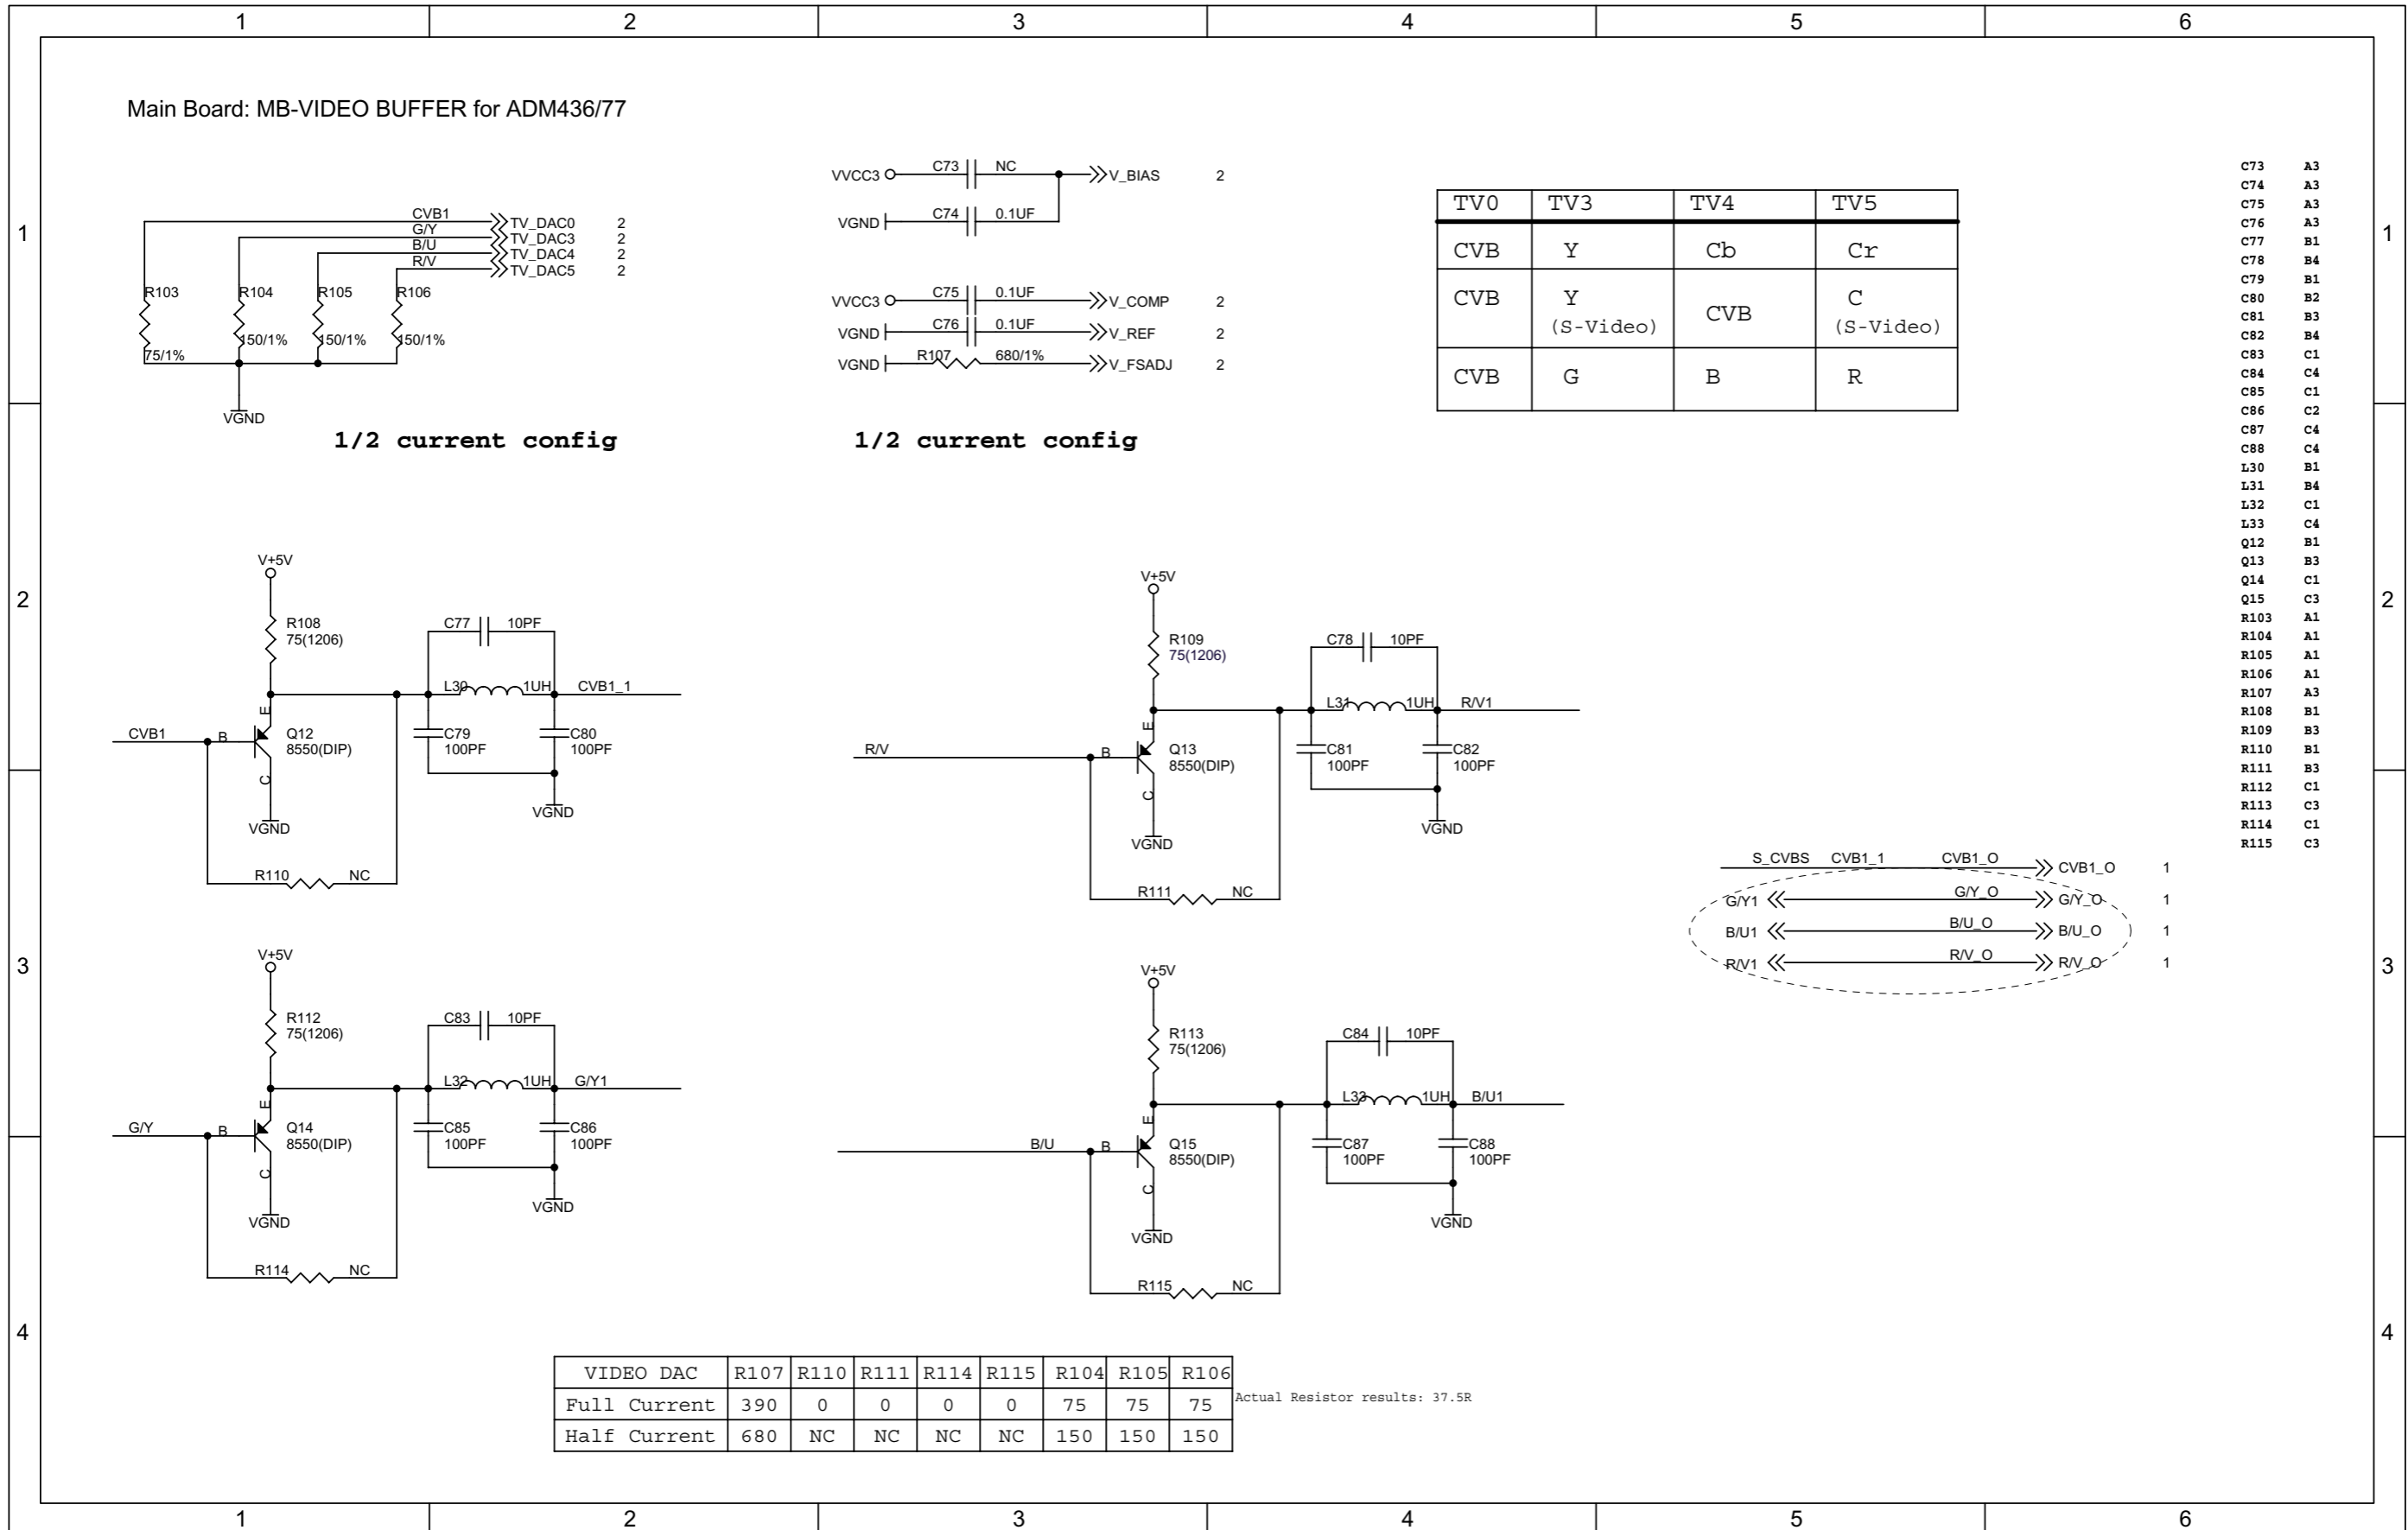 1 2 3 4 5 6
Main Board: MB-VIDEO BUFFER for ADM436/77
CVB1 TV_DAC0 2
G/Y TV_DAC3 2
B/U TV_DAC4 2
R/V TV_DAC5 2
R103 R104 R105 R106
75/1% 150/1% 150/1% 150/1%
VGND
1/2 current config
VVCC3 C73 NC V_BIAS 2
VGND C74 0.1UF
VVCC3 C75 0.1UF V_COMP 2
VGND C76 0.1UF V_REF 2
VGND R107 680/1% V_FSADJ 2
1/2 current config
TV0 TV3 TV4 TV5
CVB Y Cb Cr
CVB Y (S-Video) CVB C (S-Video)
CVB G B R
C73 A3
C74 A3
C75 A3
C76 A3
C77 B1
C78 B4
C79 B1
C80 B2
C81 B3
C82 B4
C83 C1
C84 C4
C85 C1
C86 C2
C87 C4
C88 C4
L30 B1
L31 B4
L32 C1
L33 C4
Q12 B1
Q13 B3
Q14 C1
Q15 C3
R103 A1
R104 A1
R105 A1
R106 A1
R107 A3
R108 B1
R109 B3
R110 B1
R111 B3
R112 C1
R113 C3
R114 C1
R115 C3
1 1
2 2
3 3
4 4
V+5V
R108
75(1206)
C77 10PF
L30 1UH CVB1_1
E
CVB1 B Q12
8550(DIP)
C79
100PF
C80
100PF
C
VGND
VGND
R110 NC
V+5V
R109
75(1206)
C78 10PF
L31 1UH R/V1
E
R/V B Q13
8550(DIP)
C81
100PF
C82
100PF
C
VGND
VGND
R111 NC
S_CVBS CVB1_1 CVB1_O CVB1_O 1
G/Y1 G/Y_O G/Y_O 1
B/U1 B/U_O B/U_O 1
R/V1 R/V_O R/V_O 1
V+5V
R112
75(1206)
C83 10PF
L32 1UH G/Y1
E
G/Y B Q14
8550(DIP)
C85
100PF
C86
100PF
C
VGND
VGND
R114 NC
V+5V
R113
75(1206)
C84 10PF
L33 1UH B/U1
E
B/U B Q15
8550(DIP)
C87
100PF
C88
100PF
C
VGND
VGND
R115 NC
VIDEO DAC R107 R110 R111 R114 R115 R104 R105 R106
Full Current 390 0 0 0 0 75 75 75
Actual Resistor results: 37.5R
Half Current 680 NC NC NC NC 150 150 150
1 2 3 4 5 6